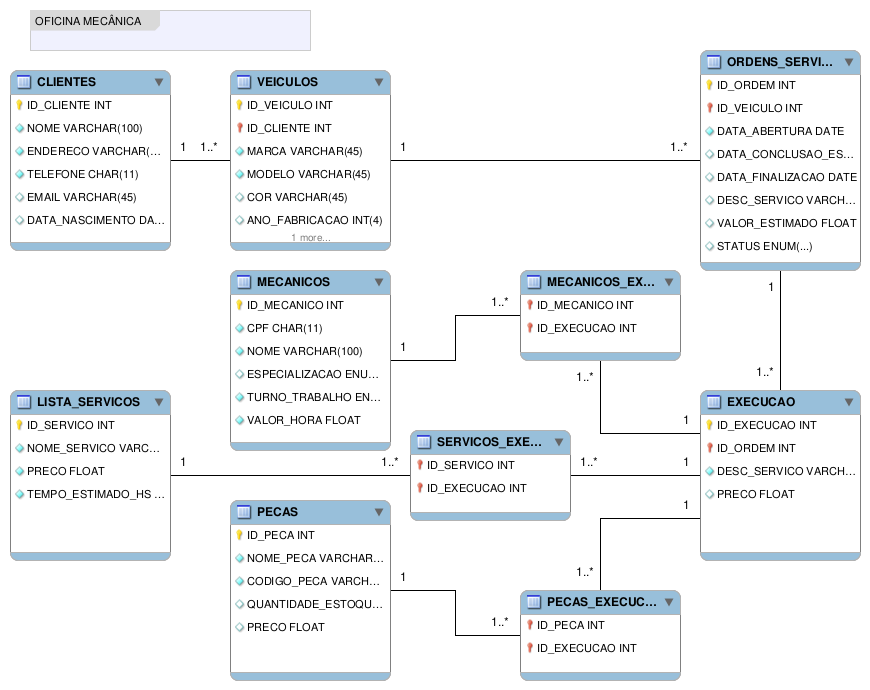 OFICINA MECÂNICA
CLIENTES
ID_CLIENTE INT
NOME VARCHAR(100)
ENDERECO VARCHAR(...
TELEFONE CHAR(11)
EMAIL VARCHAR(45)
DATA_NASCIMENTO DA...
1
1..*
VEICULOS
ID_VEICULO INT
ID_CLIENTE INT
MARCA VARCHAR(45)
MODELO VARCHAR(45)
COR VARCHAR(45)
ANO_FABRICACAO INT(4)
1 more...
1
1..*
ORDENS_SERVI...
ID_ORDEM INT
ID_VEICULO INT
DATA_ABERTURA DATE
DATA_CONCLUSAO_ES...
DATA_FINALIZACAO DATE
DESC_SERVICO VARCH...
VALOR_ESTIMADO FLOAT
STATUS ENUM(...)
1
1..*
MECANICOS
ID_MECANICO INT
CPF CHAR(11)
NOME VARCHAR(100)
ESPECIALIZACAO ENU...
TURNO_TRABALHO EN...
VALOR_HORA FLOAT
1
1..*
MECANICOS_EX...
ID_MECANICO INT
ID_EXECUCAO INT
1..*
1
LISTA_SERVICOS
ID_SERVICO INT
NOME_SERVICO VARC...
PRECO FLOAT
TEMPO_ESTIMADO_HS ...
1
1..*
SERVICOS_EXE...
ID_SERVICO INT
ID_EXECUCAO INT
1..*
1
EXECUCAO
ID_EXECUCAO INT
ID_ORDEM INT
DESC_SERVICO VARCH...
PRECO FLOAT
1
1..*
PECAS
ID_PECA INT
NOME_PECA VARCHAR...
CODIGO_PECA VARCH...
QUANTIDADE_ESTOQU...
PRECO FLOAT
1
1..*
PECAS_EXECUC...
ID_PECA INT
ID_EXECUCAO INT